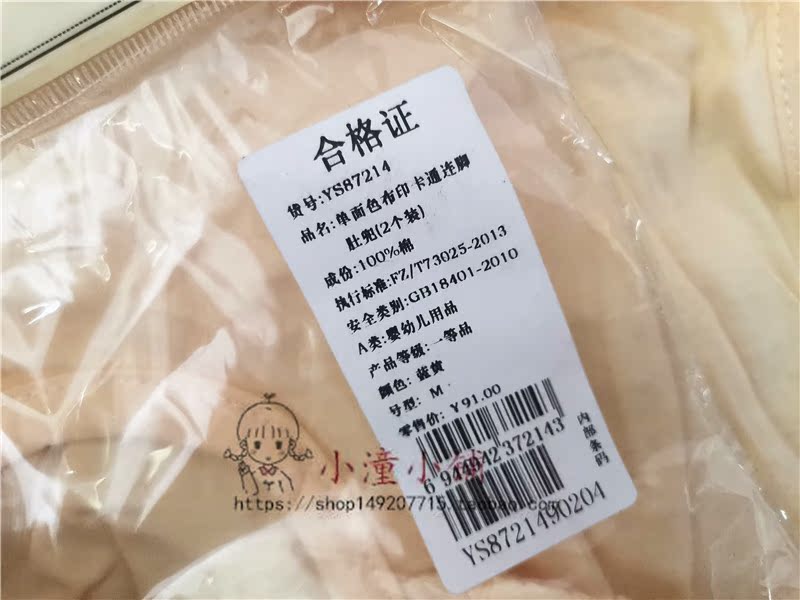 合格证
货号:YS87214
品名:单面色布印卡通连脚
肚兜(2个装)
成份:100%棉
执行标准:FZ/T73025-2013
安全类别:GB18401-2010
A类:婴幼儿用品
产品等级:一等品
颜色: 蓝黄
号型: M
零售价: ¥91.00
内部条码
YS8721490204
小潼小铺
https://shop149207715.taobao.com